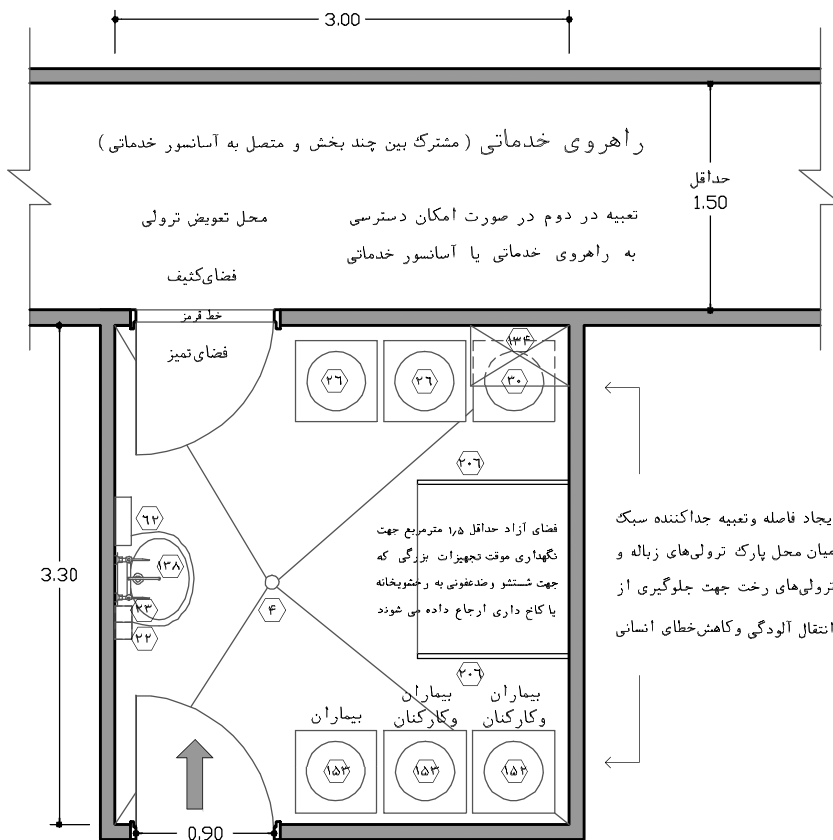 3.00
راهروی خدماتی ( مشترک بین چند بخش و متصل به آسانسور خدماتی )
حداقل
1.50
تعبیه در دوم در صورت امکان دسترسی
به راهروی خدماتی یا آسانسور خدماتی
محل تعویض ترولی
فضای کثیف
خط قرمز
فضای تمیز
۱۳۴
۲۶
۲۶
۳۰
۲۰۶
فضای آزاد حداقل ۱٫۵ مترمربع جهت
نگهداری موقت تجهیزات بزرگی که
جهت شستشو و ضدعفونی به رختشویخانه
یا کاخ داری ارجاع داده می شوند
یجاد فاصله وتعبیه جداکننده سبک
میان محل پارک ترولی‌های زباله و
ترولی‌های رخت جهت جلوگیری از
انتقال آلودگی وکاهش‌خطای انسانی
3.30
۶۲
۱۳۸
۲۳
۲۲
۴
۲۰۶
بیماران
بیماران
وکارکنان
بیماران
وکارکنان
۱۵۳
۱۵۳
۱۵۲
0.90